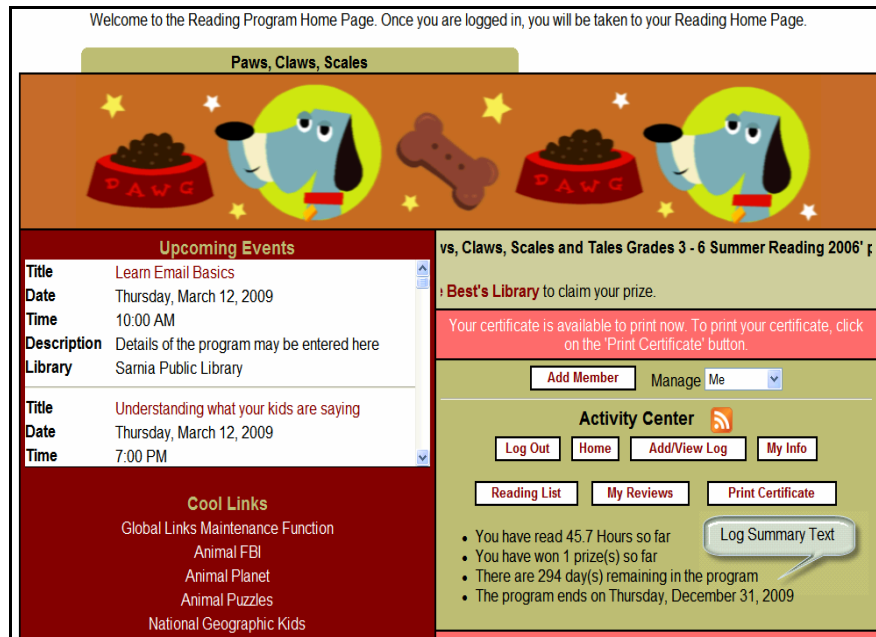 Welcome to the Reading Program Home Page. Once you are logged in, you will be taken to your Reading Home Page.
Paws, Claws, Scales
PAWG
PAWG
Upcoming Events
Title Learn Email Basics
Date Thursday, March 12, 2009
Time 10:00 AM
Description Details of the program may be entered here
Library Sarnia Public Library
Title Understanding what your kids are saying
Date Thursday, March 12, 2009
Time 7:00 PM
Cool Links
Global Links Maintenance Function
Animal FBI
Animal Planet
Animal Puzzles
National Geographic Kids
vs, Claws, Scales and Tales Grades 3 - 6 Summer Reading 2006' p
Best's Library to claim your prize.
Your certificate is available to print now. To print your certificate, click
on the 'Print Certificate' button.
Add Member Manage Me
Activity Center
Log Out Home Add/View Log My Info
Reading List My Reviews Print Certificate
• You have read 45.7 Hours so far
• You have won 1 prize(s) so far
• There are 294 day(s) remaining in the program
• The program ends on Thursday, December 31, 2009
Log Summary Text